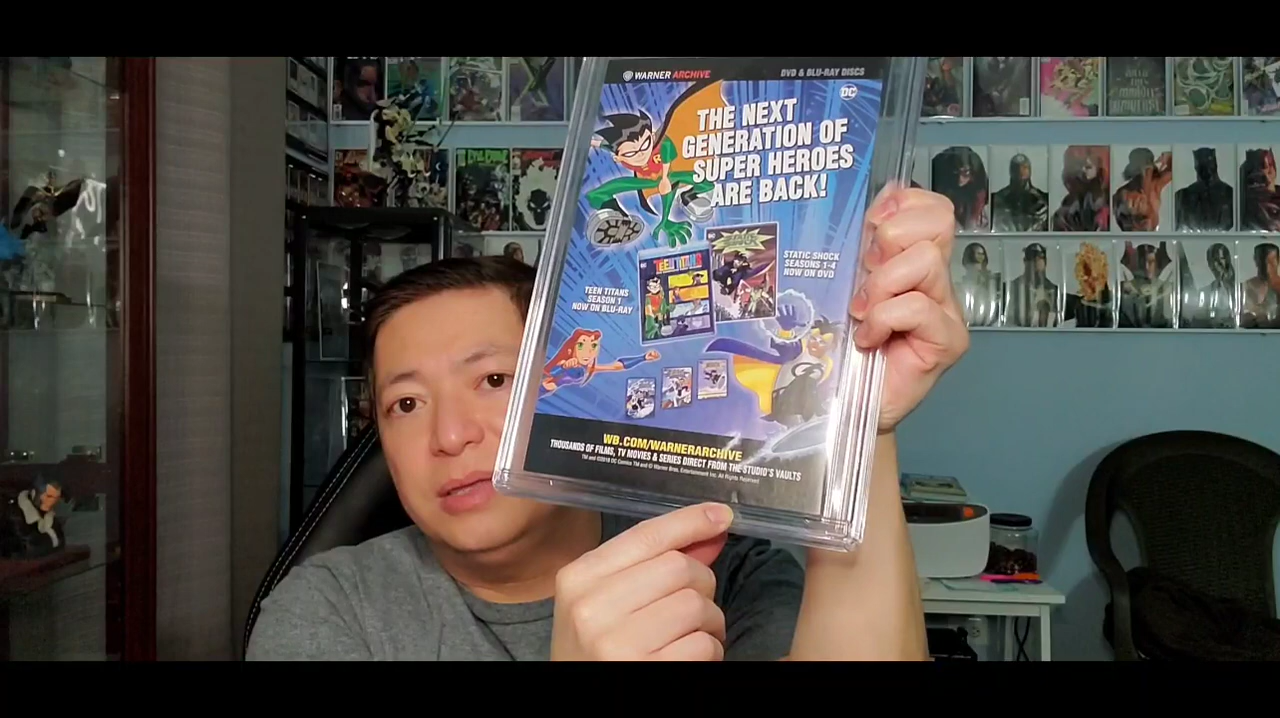 WARNER ARCHIVE
DVD & BLU-RAY DISCS
DC
THE NEXT
GENERATION OF
SUPER HEROES
ARE BACK!
STATIC SHOCK
SEASONS 1-4
NOW ON DVD
TEEN TITANS
TEEN TITANS
SEASON 1
NOW ON BLU-RAY
WB.COM/WARNERARCHIVE
THOUSANDS OF FILMS, TV MOVIES & SERIES DIRECT FROM THE STUDIO'S VAULTS